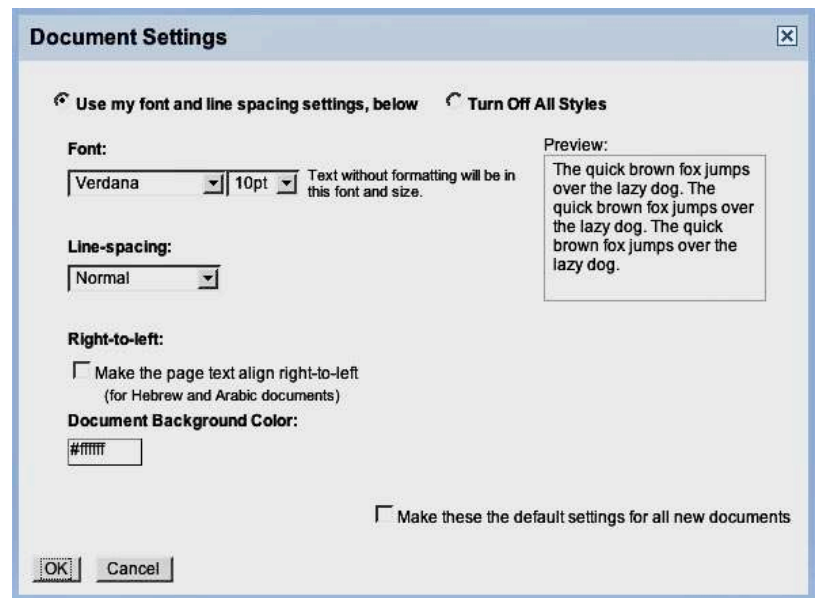 Document Settings
Use my font and line spacing settings, below
Turn Off All Styles
Font:
Preview:
Verdana
10pt
Text without formatting will be in
this font and size.
The quick brown fox jumps
over the lazy dog. The
quick brown fox jumps over
the lazy dog. The quick
brown fox jumps over the
lazy dog.
Line-spacing:
Normal
Right-to-left:
Make the page text align right-to-left
(for Hebrew and Arabic documents)
Document Background Color:
#ffffff
Make these the default settings for all new documents
OK
Cancel